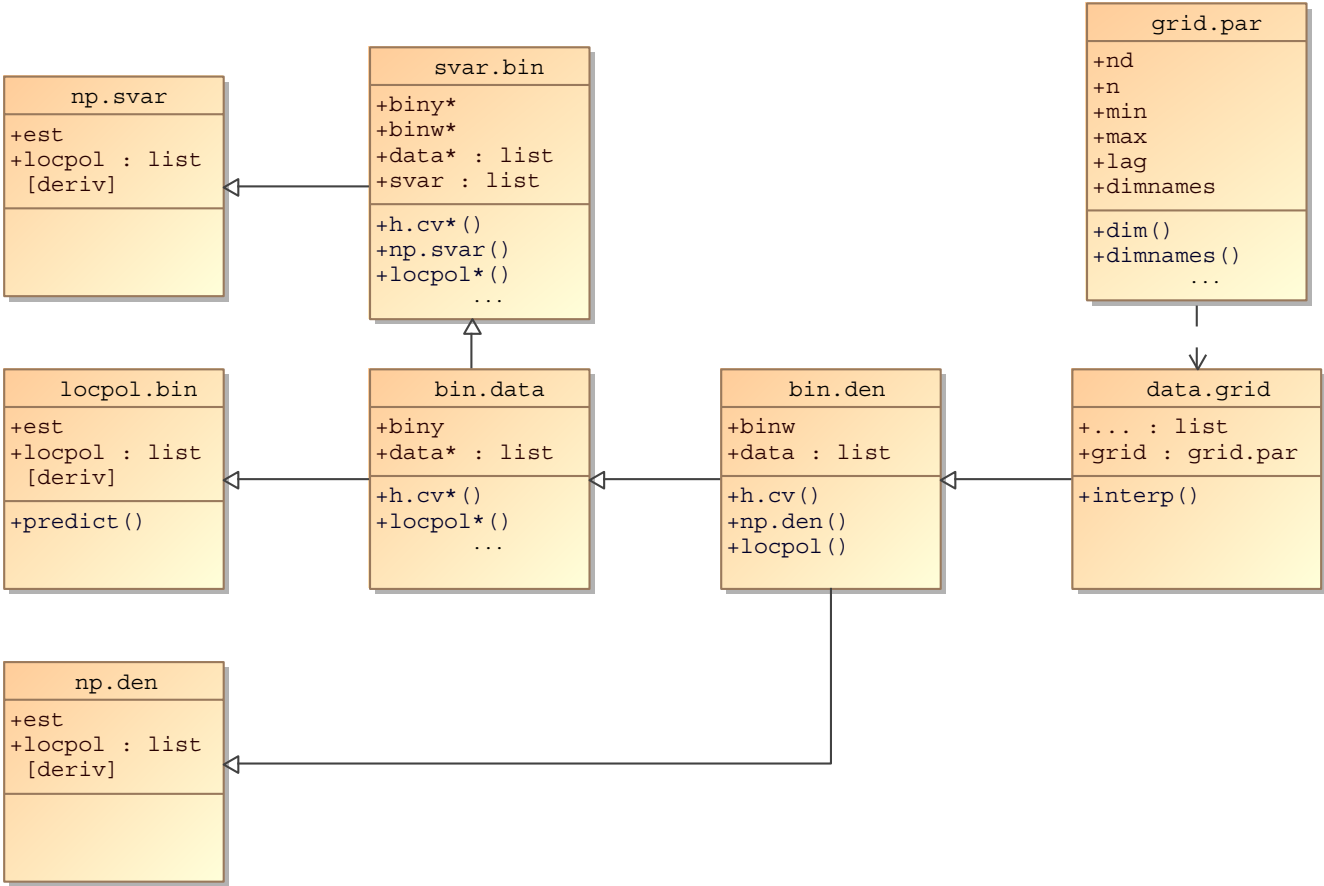 np.svar
+est
+locpol : list
[deriv]
svar.bin
+biny*
+binw*
+data* : list
+svar : list
+h.cv*()
+np.svar()
+locpol*()
...
grid.par
+nd
+n
+min
+max
+lag
+dimnames
+dim()
+dimnames()
...
locpol.bin
+est
+locpol : list
[deriv]
+predict()
bin.data
+biny
+data* : list
+h.cv*()
+locpol*()
...
bin.den
+binw
+data : list
+h.cv()
+np.den()
+locpol()
data.grid
+... : list
+grid : grid.par
+interp()
np.den
+est
+locpol : list
[deriv]